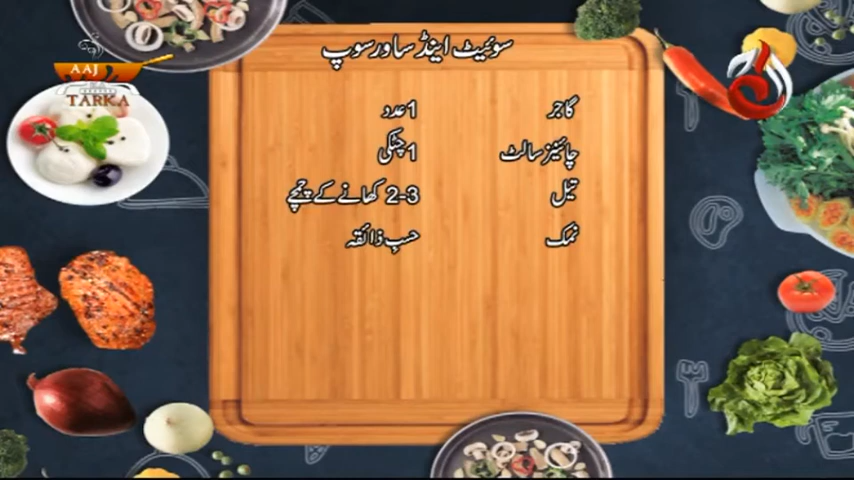 سوئیٹ اینڈ ساور سوپ
AAJ
TARKA
گاجر 1 عدد
چائنیز سالٹ 1 چٹکی
تیل 2-3 کھانے کے چمچے
نمک حسبِ ذائقہ